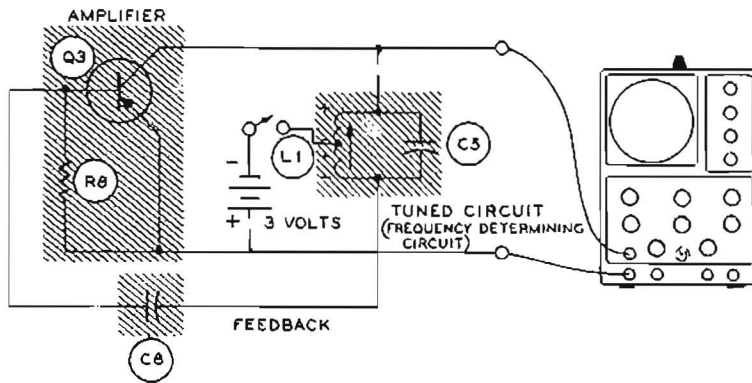 AMPLIFIER
Q3
R8
-
+
3 VOLTS
L1
C3
TUNED CIRCUIT
(FREQUENCY DETERMINING
CIRCUIT)
FEEDBACK
C8